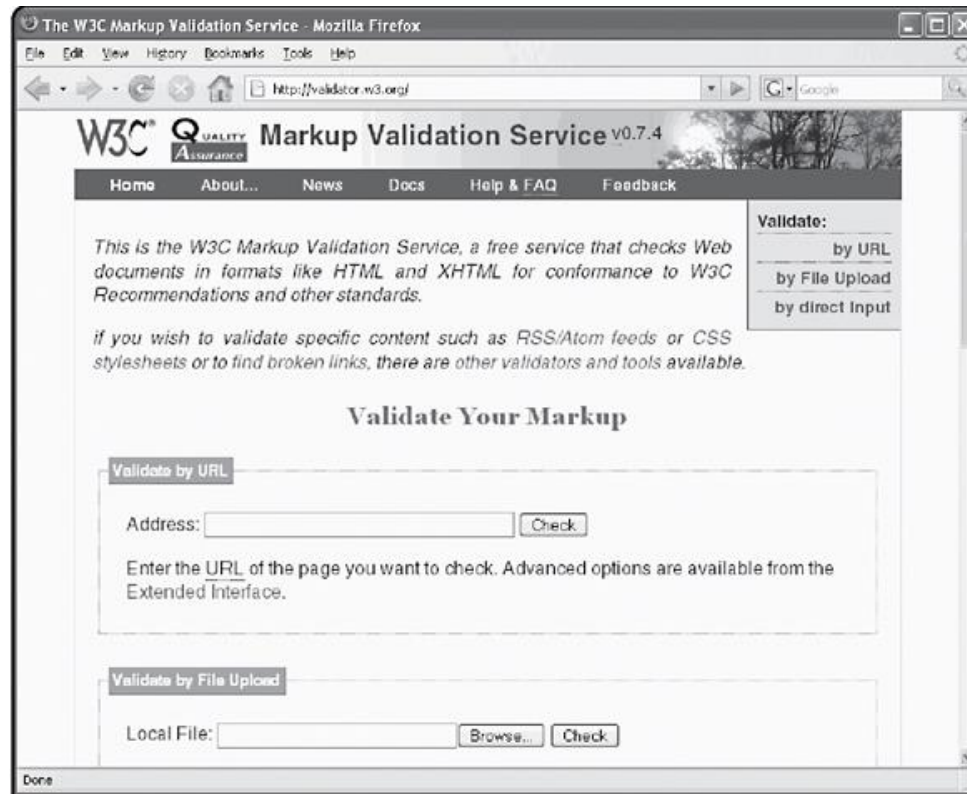 The W3C Markup Validation Service - Mozilla Firefox
File Edit View History Bookmarks Tools Help
http://validator.w3.org/ G Google
W3C® QUALITY Assurance Markup Validation Service v0.7.4
Home About... News Docs Help & FAQ Feedback
Validate:
by URL
by File Upload
by direct Input
This is the W3C Markup Validation Service, a free service that checks Web
documents in formats like HTML and XHTML for conformance to W3C
Recommendations and other standards.
if you wish to validate specific content such as RSS/Atom feeds or CSS
stylesheets or to find broken links, there are other validators and tools available.
Validate Your Markup
Validate by URL
Address: Check
Enter the URL of the page you want to check. Advanced options are available from the
Extended Interface.
Validate by File Upload
Local File: Browse... Check
Done